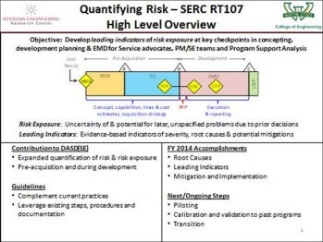 SYSTEMS ENGINEERING
Research Center
Quantifying Risk – SERC RT107
High Level Overview
College of Engineering
Objective: Develop leading indicators of risk exposure at key checkpoints in concepting,
development planning & EMD for Service advocates, PM/SE teams and Program Support Analysis
User
Needs
Pre-Acquisition
Development
MSA
TD
EMD
Concept, capabilities, time & cost
estimates, acquisition strategy
RFP
Execution
& reporting
Risk Exposure: Uncertainty of & potential for later, unspecified problems due to prior decisions
Leading Indicators: Evidence-based indicators of severity, root causes & potential mitigations
Contribution to DASD(SE)
• Expanded quantification of risk & risk exposure
• Pre-acquisition and during development
Guidelines
• Complement current practices
• Leverage existing steps, procedures and
documentation
FY 2014 Accomplishments
• Root Causes
• Leading Indicators
• Mitigation and Implementation
Next/Ongoing Steps
• Piloting
• Calibration and validation to past programs
• Transition
1